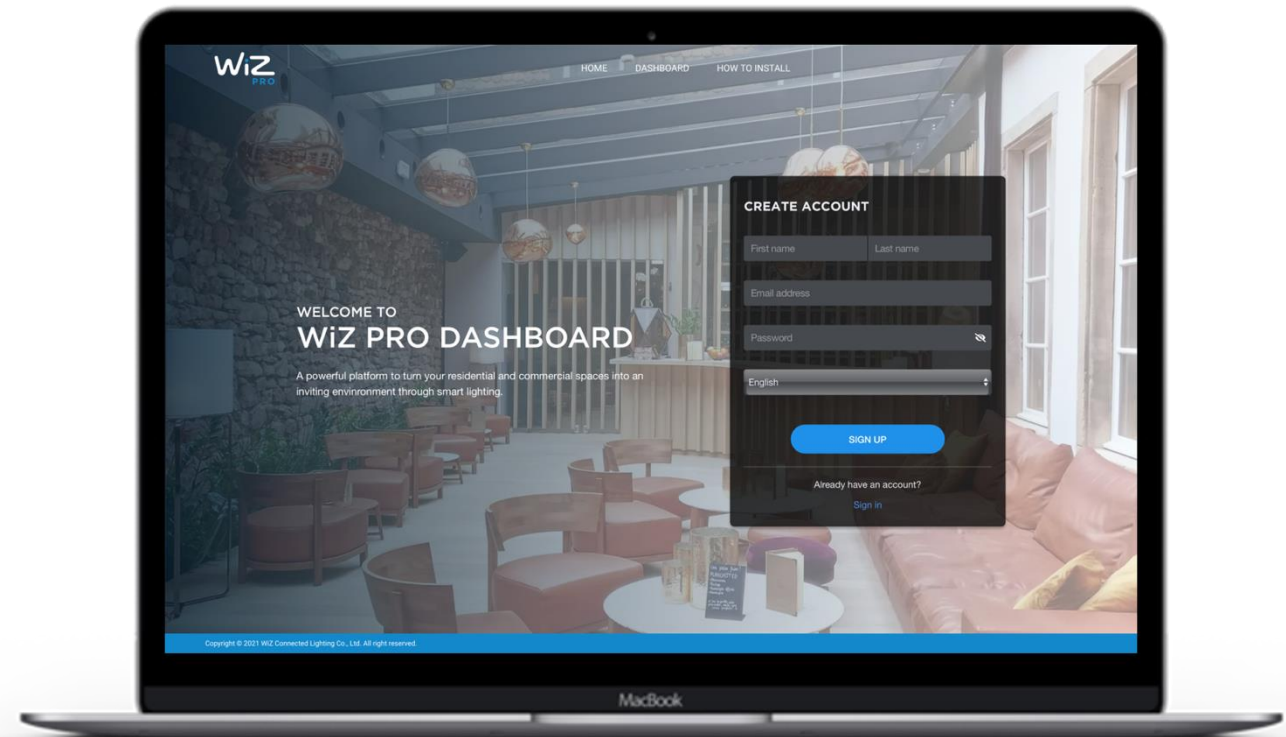 WiZ
PRO
HOME DASHBOARD HOW TO INSTALL
CREATE ACCOUNT
First name Last name
Email address
WELCOME TO
WiZ PRO DASHBOARD
Password
A powerful platform to turn your residential and commercial spaces into an
inviting envinronment through smart lighting.
English
SIGN UP
Already have an account?
Sign in
Copyright © 2021 WiZ Connected Lighting Co., Ltd. All right reserved.
MacBook